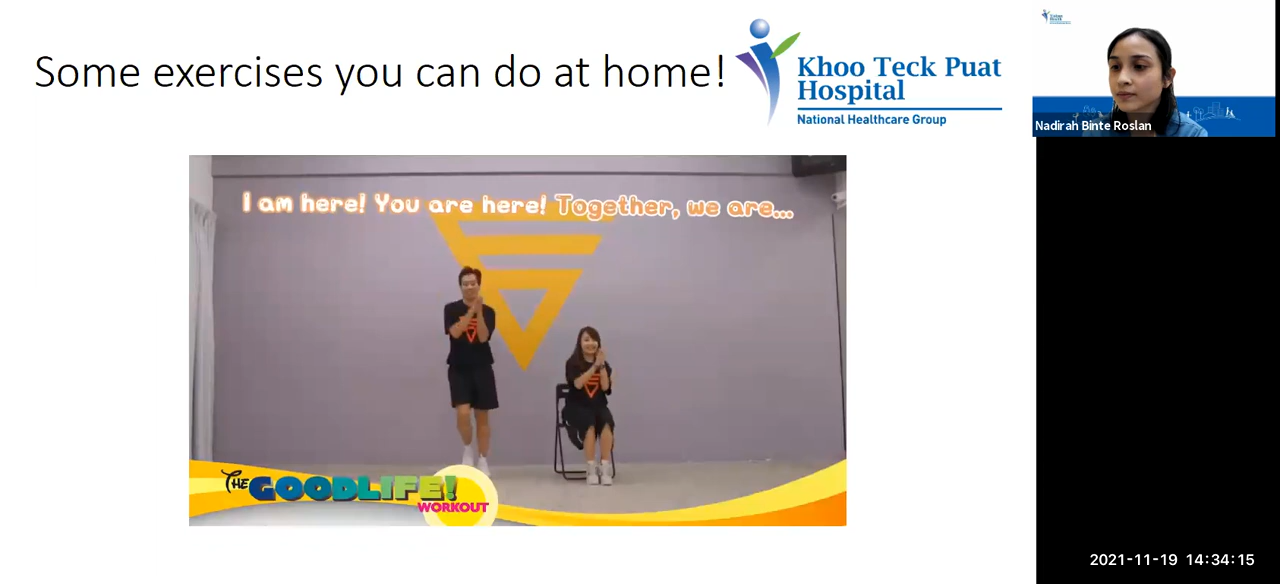 Some exercises you can do at home!
Khoo Teck Puat
Hospital
National Healthcare Group
Nadirah Binte Roslan
I am here! You are here! Together, we are...
THE GOODLIFE!
WORKOUT
2021-11-19 14:34:15